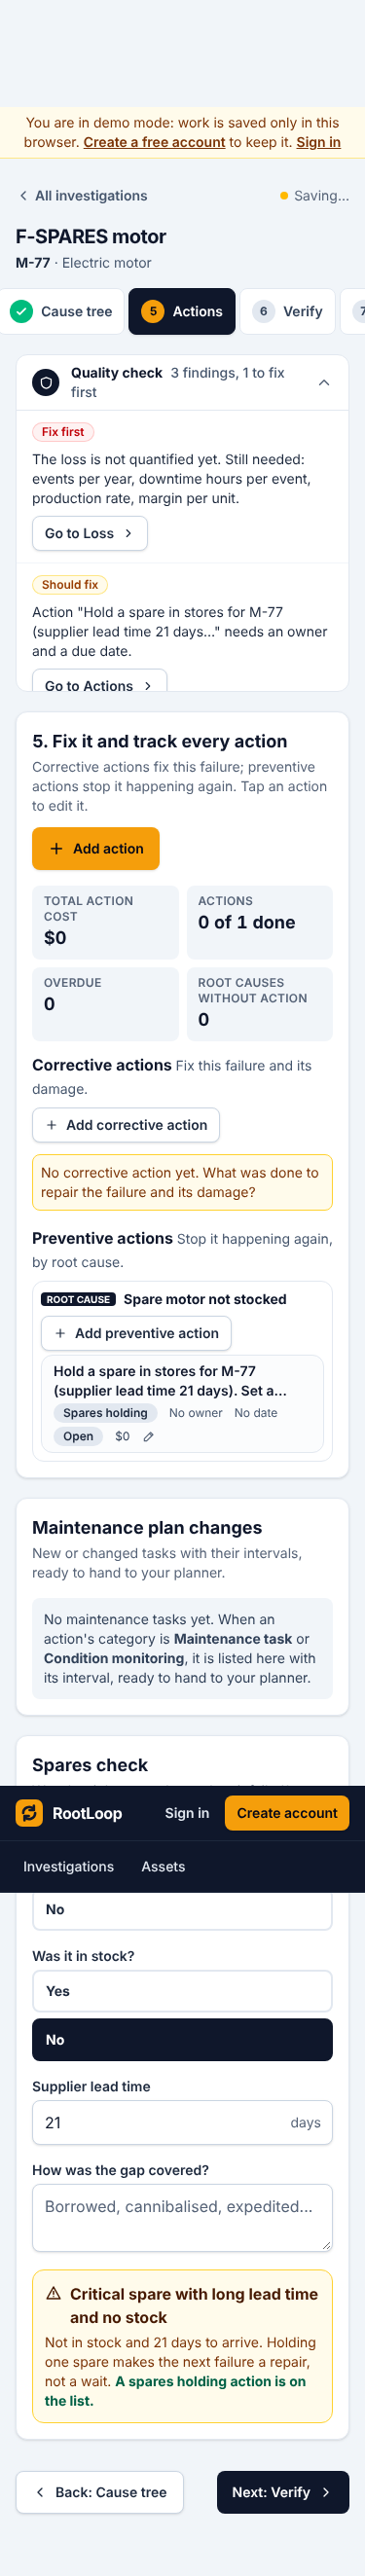 You are in demo mode: work is saved only in this
browser. Create a free account to keep it. Sign in
All investigations
Saving...
F-SPARES motor
M-77 · Electric motor
Cause tree
5 Actions
6 Verify
7
Quality check 3 findings, 1 to fix
first
Fix first
The loss is not quantified yet. Still needed:
events per year, downtime hours per event,
production rate, margin per unit.
Go to Loss
Should fix
Action "Hold a spare in stores for M-77
(supplier lead time 21 days..." needs an owner
and a due date.
Go to Actions
5. Fix it and track every action
Corrective actions fix this failure; preventive
actions stop it happening again. Tap an action
to edit it.
Add action
TOTAL ACTION
COST
$0
ACTIONS
0 of 1 done
OVERDUE
0
ROOT CAUSES
WITHOUT ACTION
0
Corrective actions Fix this failure and its
damage.
Add corrective action
No corrective action yet. What was done to
repair the failure and its damage?
Preventive actions Stop it happening again,
by root cause.
ROOT CAUSE Spare motor not stocked
Add preventive action
Hold a spare in stores for M-77
(supplier lead time 21 days). Set a...
Spares holding No owner No date
Open $0
Maintenance plan changes
New or changed tasks with their intervals,
ready to hand to your planner.
No maintenance tasks yet. When an
action's category is Maintenance task or
Condition monitoring, it is listed here with
its interval, ready to hand to your planner.
Spares check
RootLoop
Sign in
Create account
Investigations
Assets
No
Was it in stock?
Yes
No
Supplier lead time
21 days
How was the gap covered?
Borrowed, cannibalised, expedited...
Critical spare with long lead time
and no stock
Not in stock and 21 days to arrive. Holding
one spare makes the next failure a repair,
not a wait. A spares holding action is on
the list.
Back: Cause tree
Next: Verify